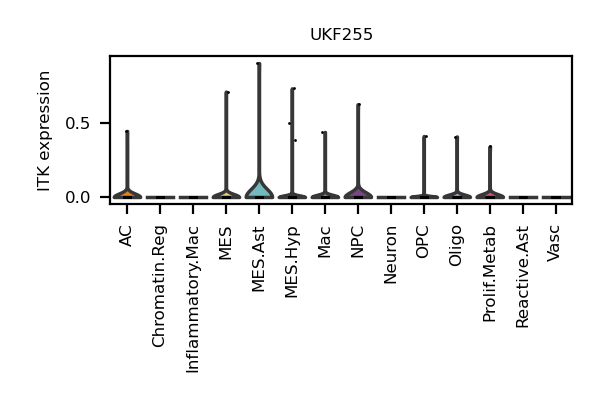 UKF255
ITK expression
0.5
0.0
AC
Chromatin.Reg
Inflammatory.Mac
MES
MES.Ast
MES.Hyp
Mac
NPC
Neuron
OPC
Oligo
Prolif.Metab
Reactive.Ast
Vasc